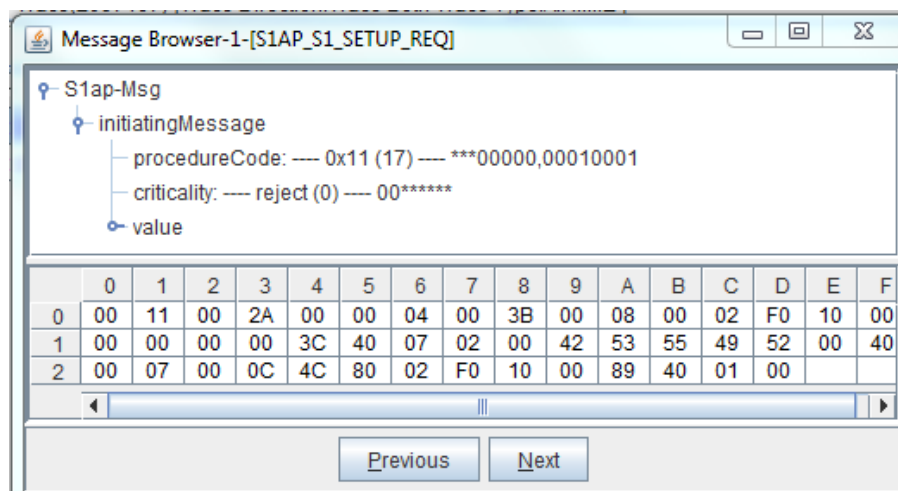 Message Browser-1-[S1AP_S1_SETUP_REQ]
S1ap-Msg
initiatingMessage
procedureCode: ---- 0x11 (17) ---- ***00000,00010001
criticality: ---- reject (0) ---- 00******
value
0 1 2 3 4 5 6 7 8 9 A B C D E F
0 00 11 00 2A 00 00 04 00 3B 00 08 00 02 F0 10 00
1 00 00 00 00 3C 40 07 02 00 42 53 55 49 52 00 40
2 00 07 00 0C 4C 80 02 F0 10 00 89 40 01 00
Previous Next